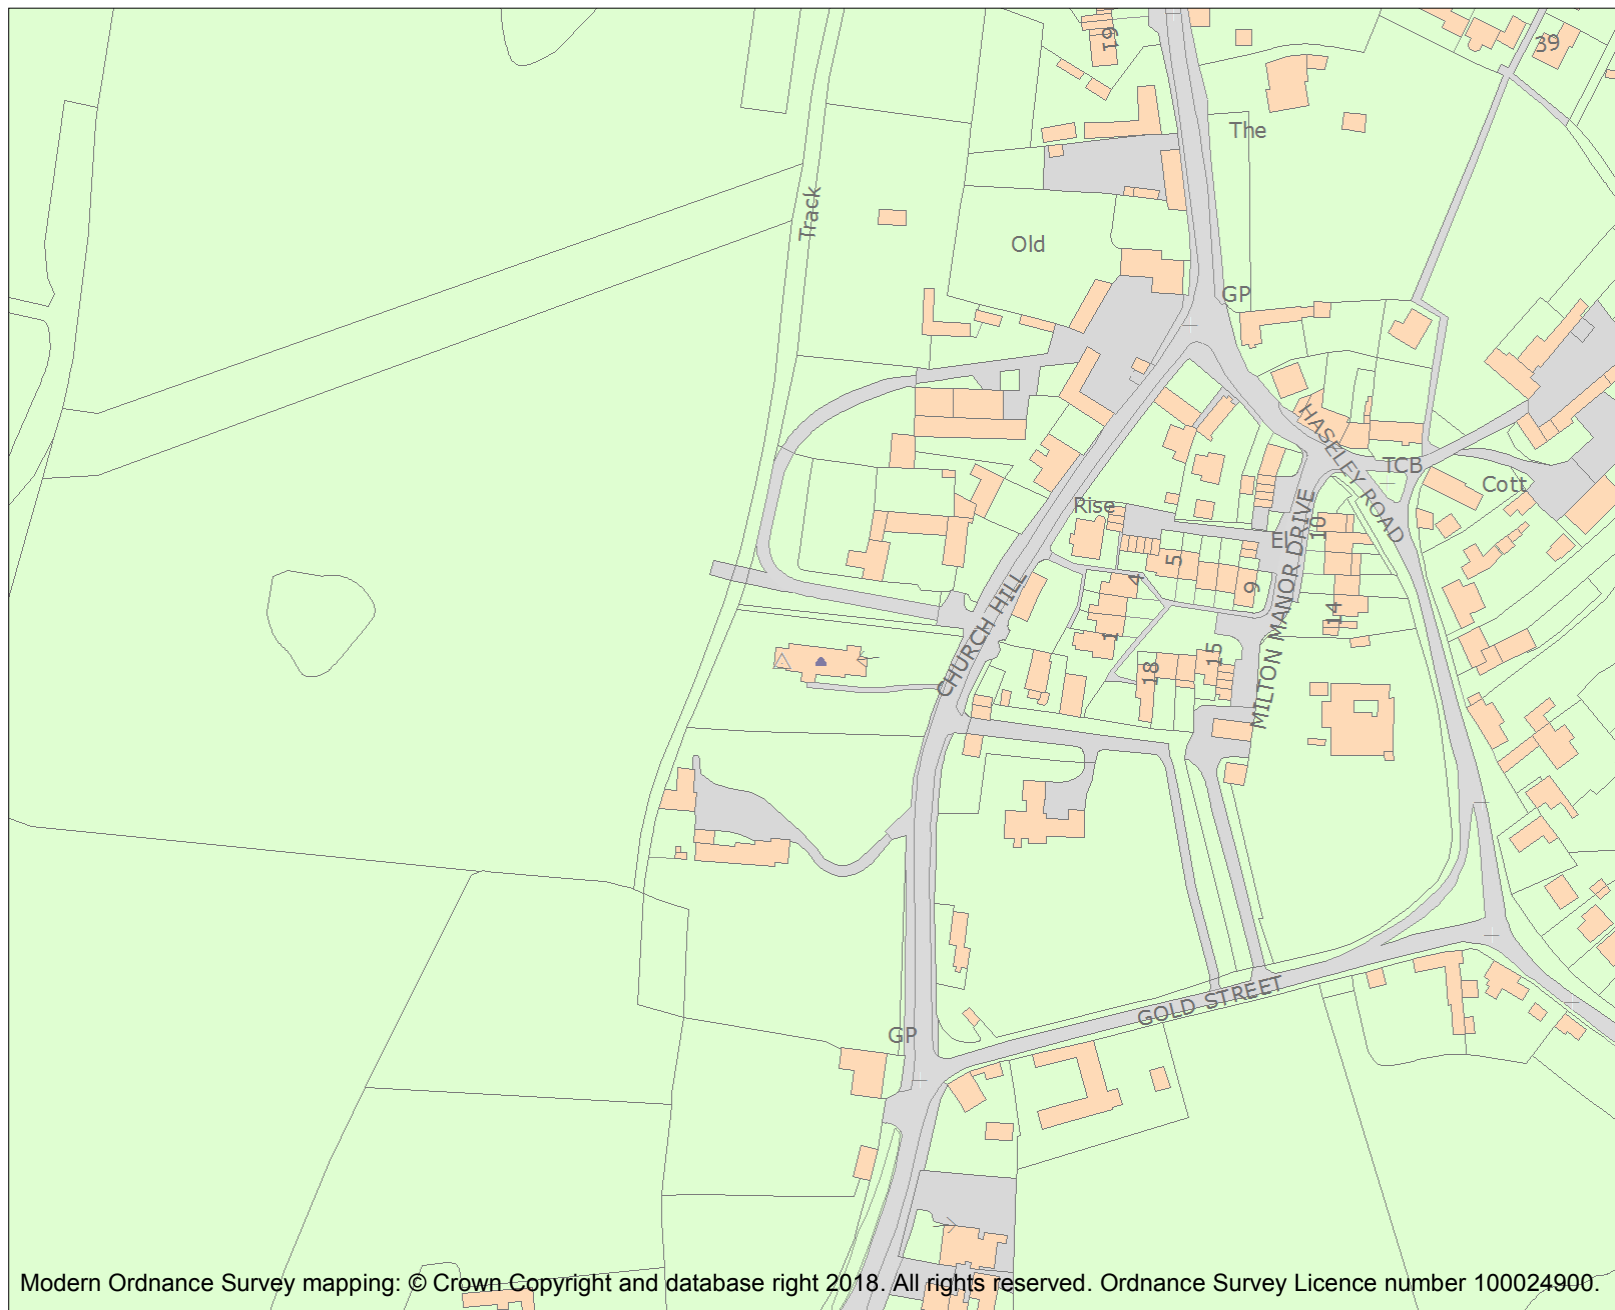 19
39
The
Track
Old
GP
HASELEY ROAD
TCB
Cott
Rise
MILTON MANOR DRIVE
10
El
5
4
9
14
CHURCH HILL
1
15
18
GOLD STREET
GP
Modern Ordnance Survey mapping: © Crown Copyright and database right 2018. All rights reserved. Ordnance Survey Licence number 100024900.